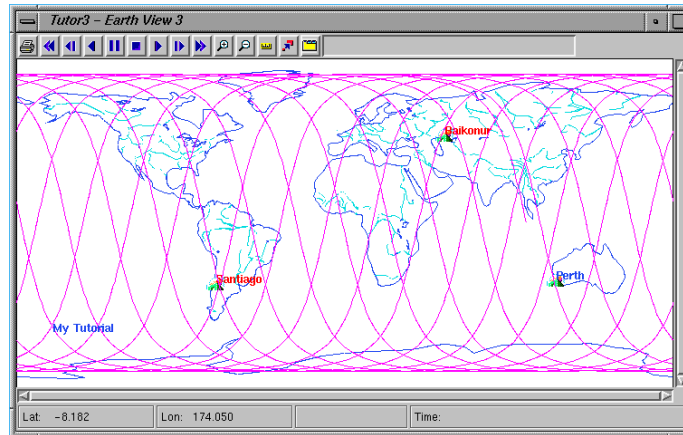 Tutor3 – Earth View 3
Baikonur
Santiago
Perth
My Tutorial
Lat: -8.182 Lon: 174.050 Time: